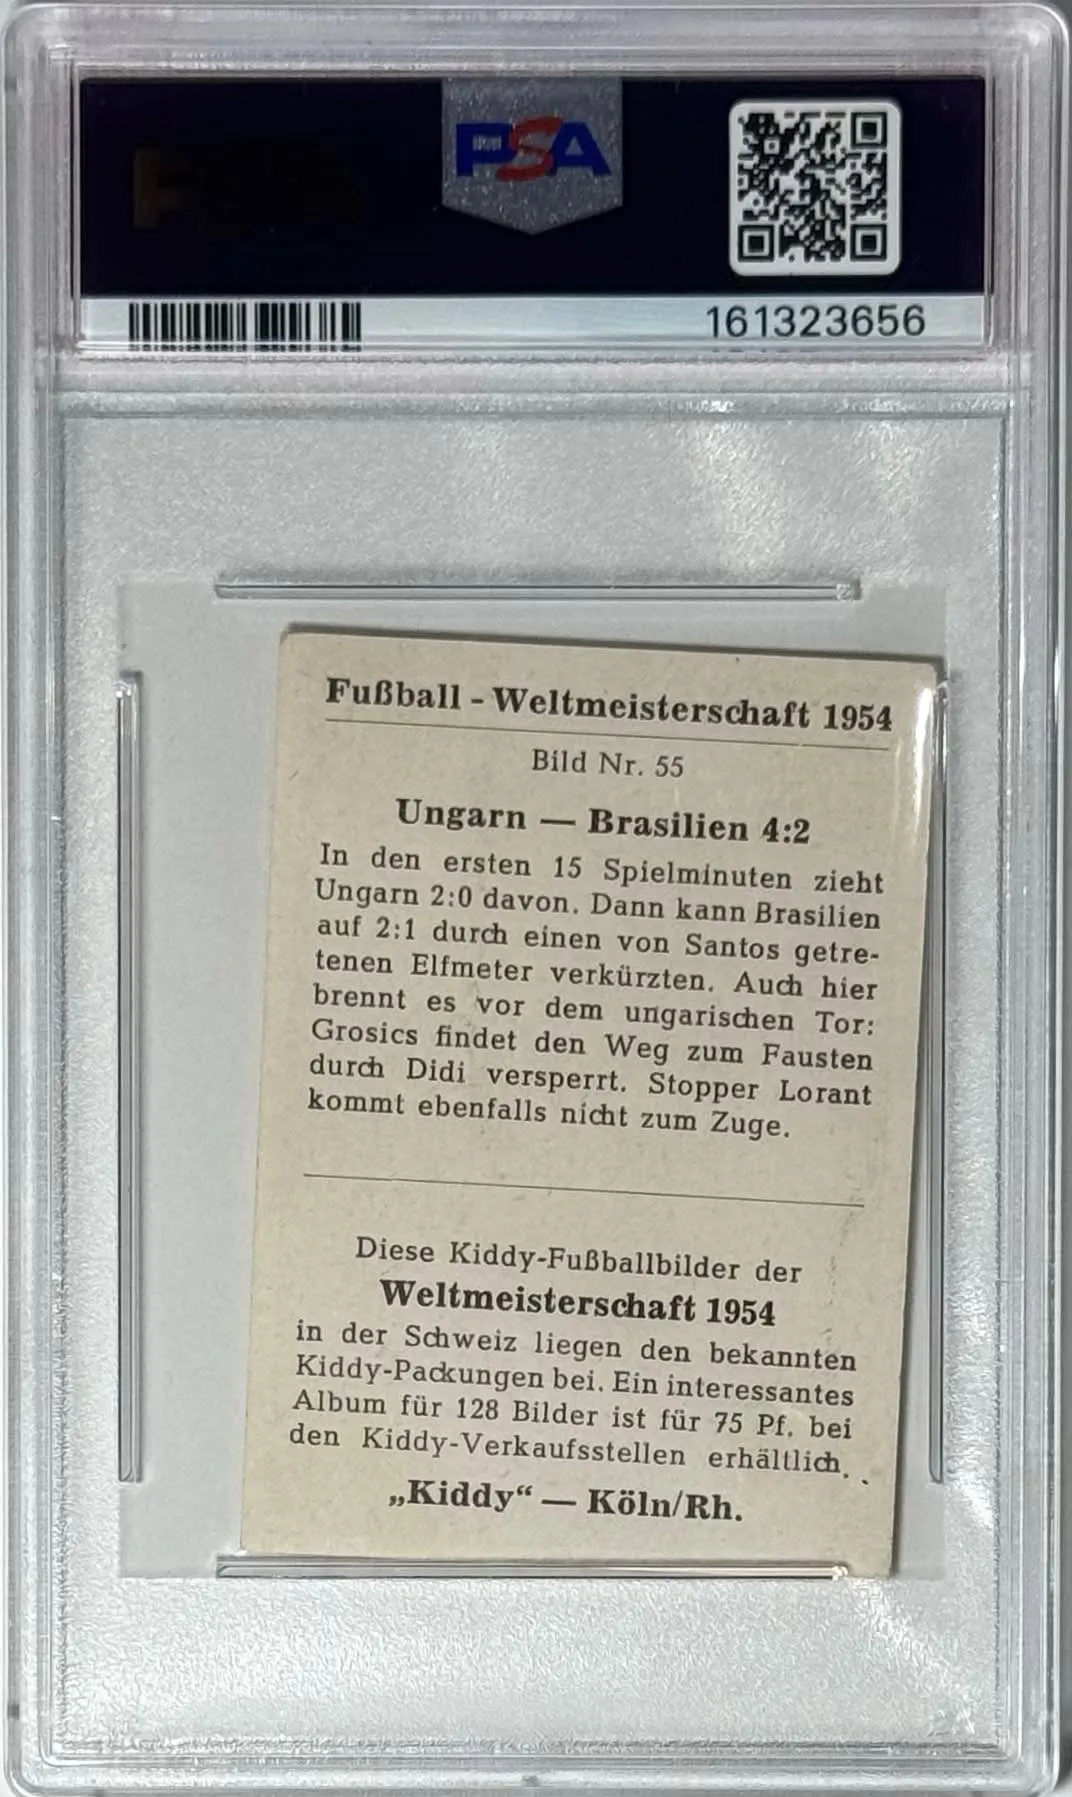 PSA
161323656
Fußball - Weltmeisterschaft 1954
Bild Nr. 55
Ungarn — Brasilien 4:2
In den ersten 15 Spielminuten zieht
Ungarn 2:0 davon. Dann kann Brasilien
auf 2:1 durch einen von Santos getre-
tenen Elfmeter verkürzten. Auch hier
brennt es vor dem ungarischen Tor:
Grosics findet den Weg zum Fausten
durch Didi versperrt. Stopper Lorant
kommt ebenfalls nicht zum Zuge.
Diese Kiddy-Fußballbilder der
Weltmeisterschaft 1954
in der Schweiz liegen den bekannten
Kiddy-Packungen bei. Ein interessantes
Album für 128 Bilder ist für 75 Pf. bei
den Kiddy-Verkaufsstellen erhältlich.
„Kiddy“ — Köln/Rh.